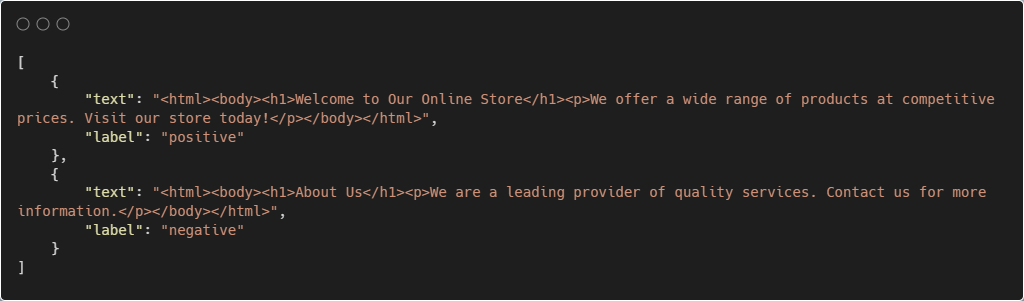 [
    {
        "text": "<html><body><h1>Welcome to Our Online Store</h1><p>We offer a wide range of products at competitive
prices. Visit our store today!</p></body></html>",
        "label": "positive"
    },
    {
        "text": "<html><body><h1>About Us</h1><p>We are a leading provider of quality services. Contact us for more
information.</p></body></html>",
        "label": "negative"
    }
]